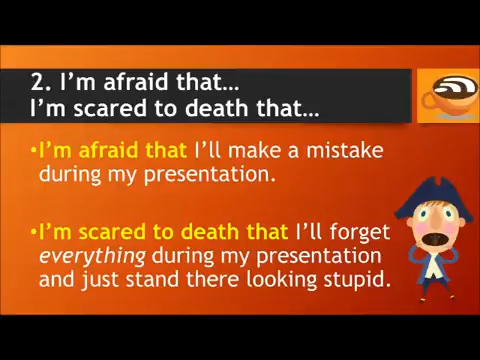 2. I'm afraid that…
I'm scared to death that…
•I'm afraid that I'll make a mistake
during my presentation.
•I'm scared to death that I'll forget
everything during my presentation
and just stand there looking stupid.